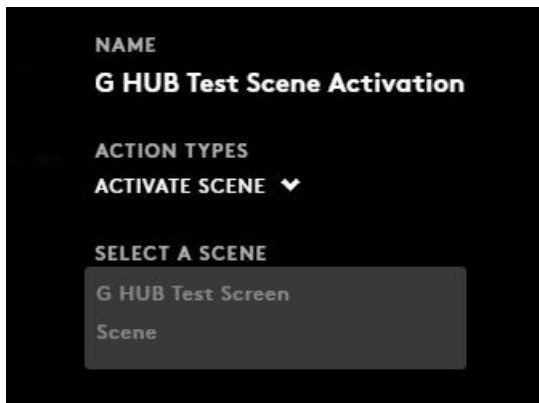 NAME
G HUB Test Scene Activation
ACTION TYPES
ACTIVATE SCENE
SELECT A SCENE
G HUB Test Screen
Scene